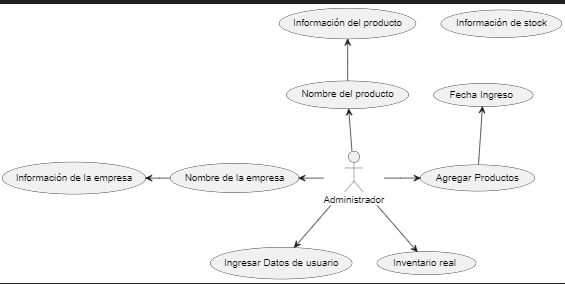 Información del producto
Información de stock
Nombre del producto
Fecha Ingreso
Información de la empresa
Nombre de la empresa
Agregar Productos
Administrador
Ingresar Datos de usuario
Inventario real